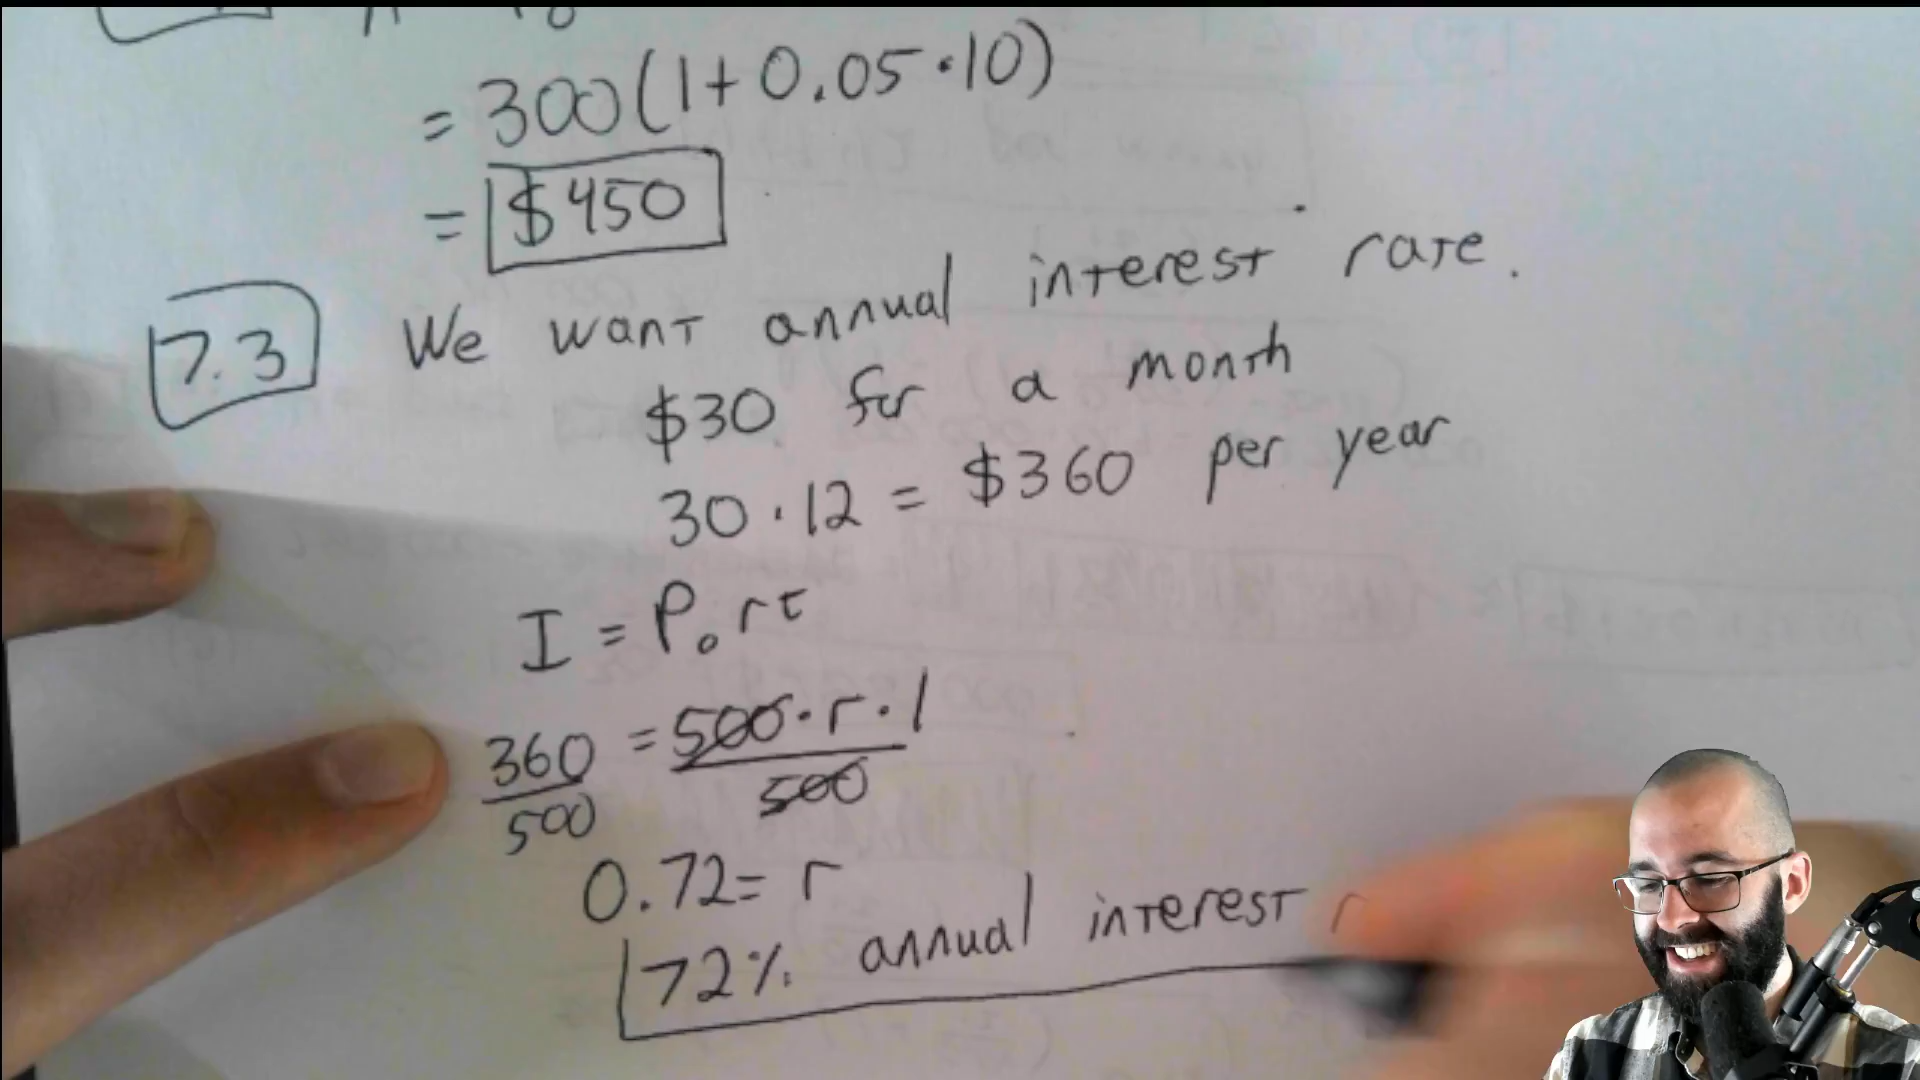 = 300(1+0.05·10)
= $450
7.3 We want annual interest rate.
$30 for a month
30·12 = $360 per year
I = P₀rt
360/500 = 500·r·1/500
0.72 = r
72% annual interest r